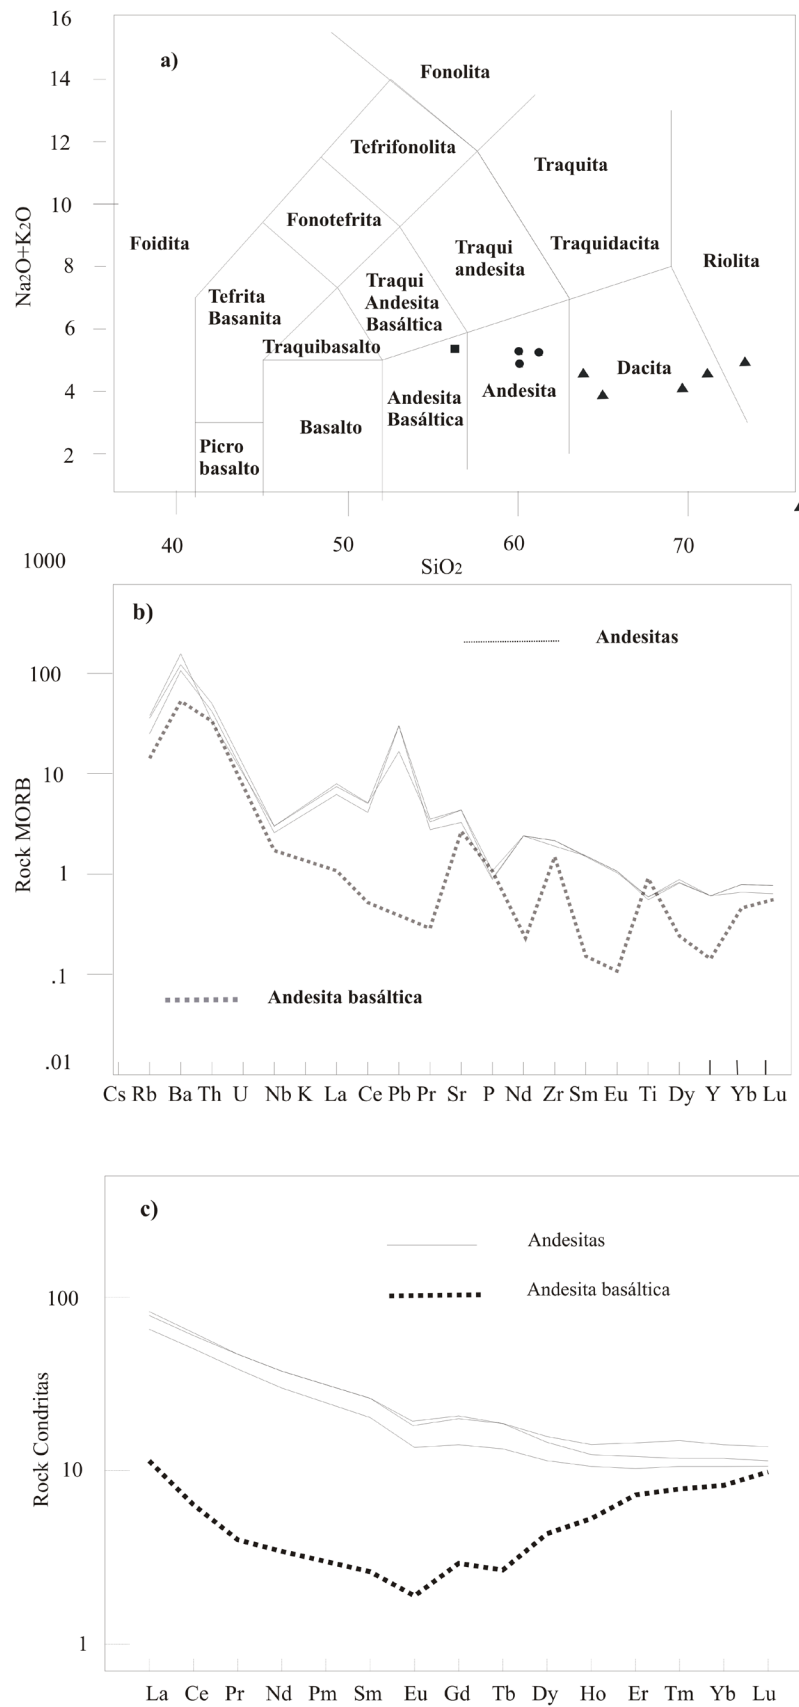 16
a)
Fonolita
14
12
Tefrifonolita
Traquita
10
Fonotefrita
Foidita
Traqui
andesita
Traquidacita
Riolita
Na2O+K2O
8
Tefrita
Basanita
Traqui
Andesita
Basáltica
6
Traquibasalto
Dacita
4
Andesita
Basáltica
Andesita
Basalto
2
Picro
basalto
40
50
60
70
SiO2
1000
b)
Andesitas
100
10
Rock MORB
1
.1
Andesita basáltica
.01
Cs Rb Ba Th U Nb K La Ce Pb Pr Sr P Nd Zr Sm Eu Ti Dy Y Yb Lu
c)
Andesitas
Andesita basáltica
100
Rock Condritas
10
1
La Ce Pr Nd Pm Sm Eu Gd Tb Dy Ho Er Tm Yb Lu